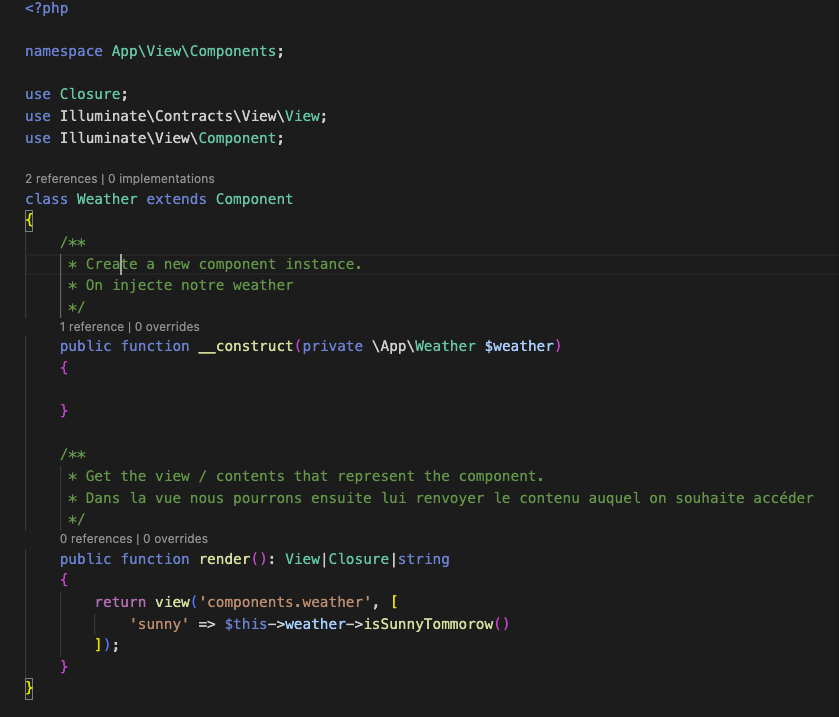 <?php
namespace App\View\Components;
use Closure;
use Illuminate\Contracts\View\View;
use Illuminate\View\Component;
2 references | 0 implementations
class Weather extends Component
{
/**
* Create a new component instance.
* On injecte notre weather
*/
1 reference | 0 overrides
public function __construct(private \App\Weather $weather)
{
}
/**
* Get the view / contents that represent the component.
* Dans la vue nous pourrons ensuite lui renvoyer le contenu auquel on souhaite accéder
*/
0 references | 0 overrides
public function render(): View|Closure|string
{
return view('components.weather', [
'sunny' => $this->weather->isSunnyTommorow()
]);
}
}